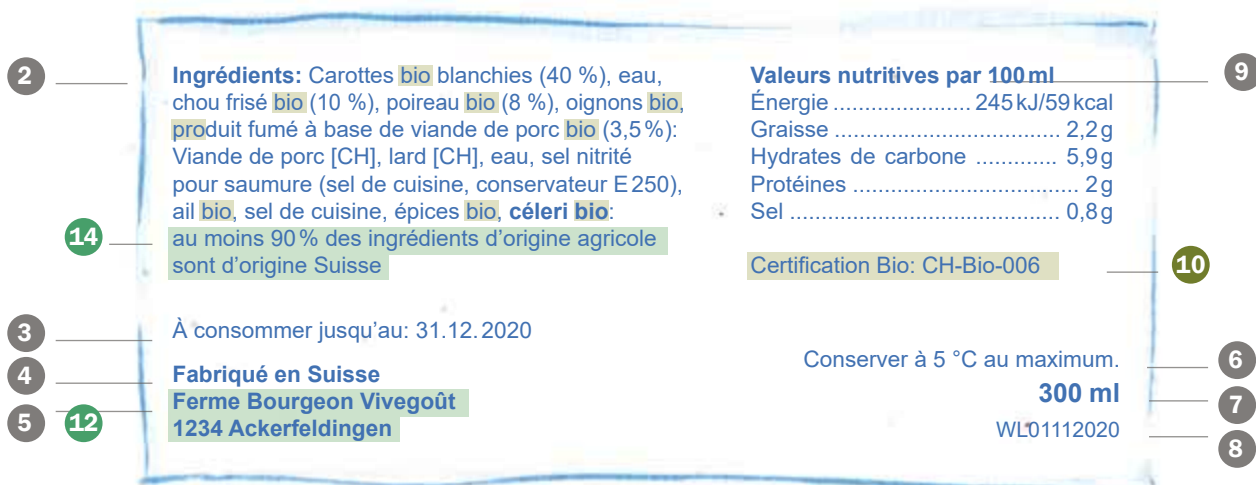 2
Ingrédients: Carottes bio blanchies (40 %), eau,
chou frisé bio (10 %), poireau bio (8 %), oignons bio,
produit fumé à base de viande de porc bio (3,5 %):
Viande de porc [CH], lard [CH], eau, sel nitrité
pour saumure (sel de cuisine, conservateur E 250),
ail bio, sel de cuisine, épices bio, céleri bio:
14
au moins 90 % des ingrédients d'origine agricole
sont d'origine Suisse
3
À consommer jusqu'au: 31.12.2020
4
Fabriqué en Suisse
5 12
Ferme Bourgeon Vivegoût
1234 Ackerfeldingen
Valeurs nutritives par 100 ml
9
Énergie ..................... 245 kJ/59 kcal
Graisse ................................... 2,2 g
Hydrates de carbone ............. 5,9 g
Protéines ................................... 2 g
Sel .......................................... 0,8 g
Certification Bio: CH-Bio-006
10
Conserver à 5 °C au maximum.
6
300 ml
7
WL01112020
8